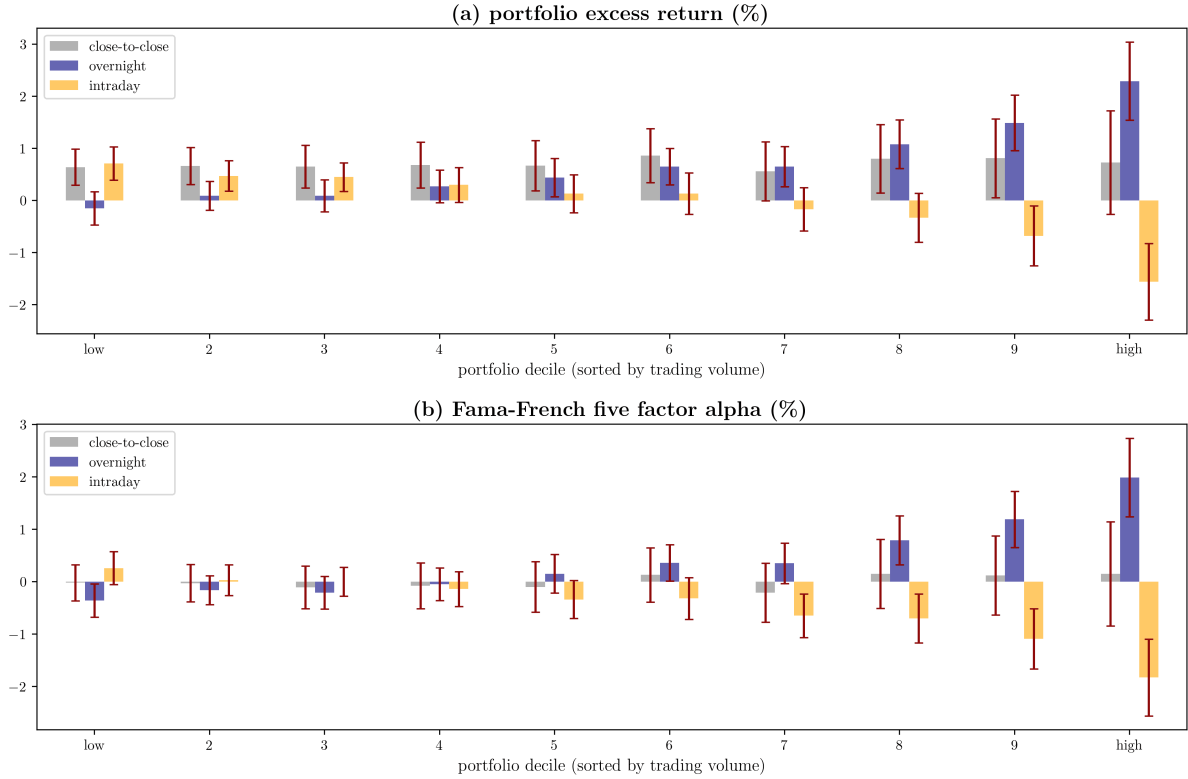 (a) portfolio excess return (%)
3
2
1
0
−1
−2
close-to-close
overnight
intraday
low 2 3 4 5 6 7 8 9 high
portfolio decile (sorted by trading volume)
(b) Fama-French five factor alpha (%)
3
2
1
0
−1
−2
close-to-close
overnight
intraday
low 2 3 4 5 6 7 8 9 high
portfolio decile (sorted by trading volume)